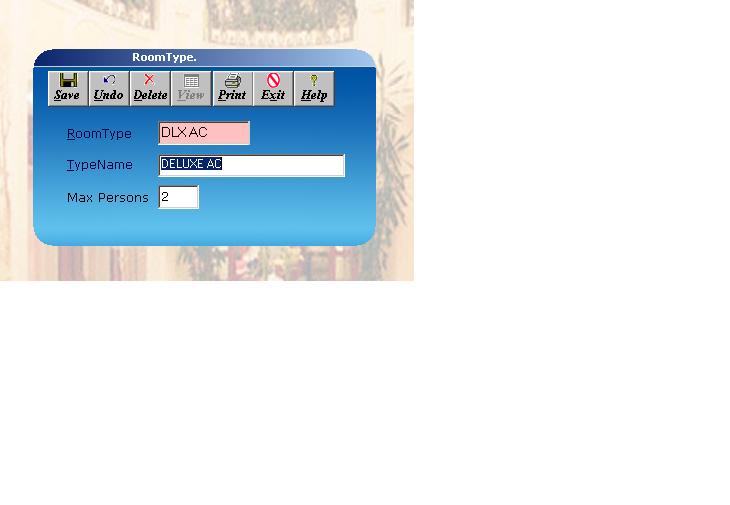 RoomType.
Save Undo Delete View Print Exit Help
RoomType DLX AC
TypeName DELUXE AC
Max Persons 2